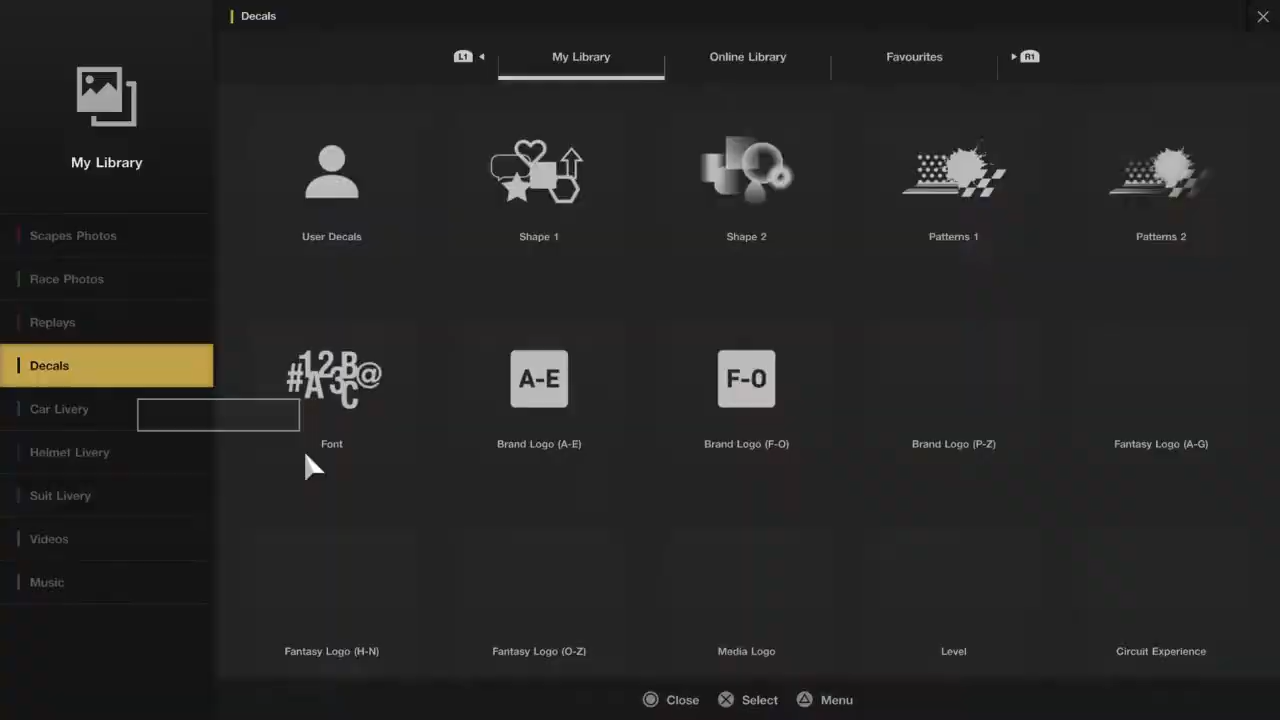 Decals
L1
My Library
Online Library
Favourites
R1
My Library
Scapes Photos
Race Photos
Replays
Decals
Car Livery
Helmet Livery
Suit Livery
Videos
Music
User Decals
Shape 1
Shape 2
Patterns 1
Patterns 2
#123B@
A3C
Font
A-E
Brand Logo (A-E)
F-O
Brand Logo (F-O)
Brand Logo (P-Z)
Fantasy Logo (A-G)
Fantasy Logo (H-N)
Fantasy Logo (O-Z)
Media Logo
Level
Circuit Experience
Close
Select
Menu